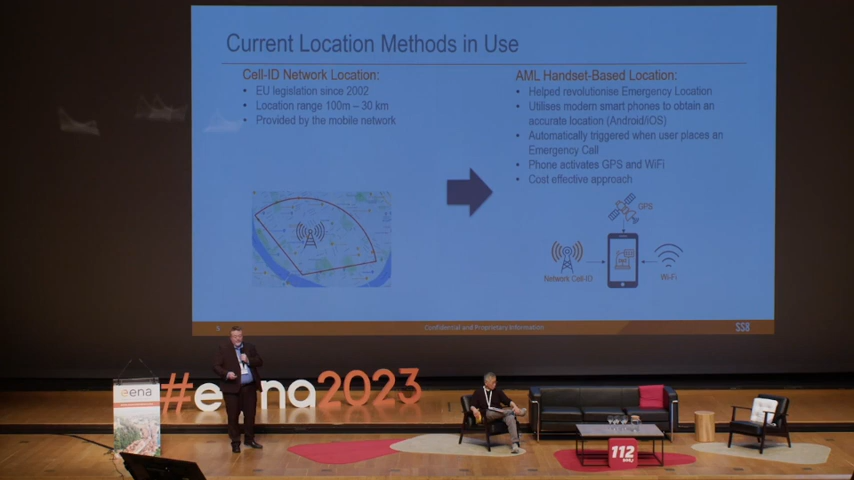 Current Location Methods in Use
Cell-ID Network Location:
• EU legislation since 2002
• Location range 100m – 30 km
• Provided by the mobile network
AML Handset-Based Location:
• Helped revolutionise Emergency Location
• Utilises modern smart phones to obtain an
accurate location (Android/iOS)
• Automatically triggered when user places an
Emergency Call
• Phone activates GPS and WiFi
• Cost effective approach
GPS
Network Cell-ID
Wi-Fi
Confidential and Proprietary Information
SS8
eena
#eena2023
112